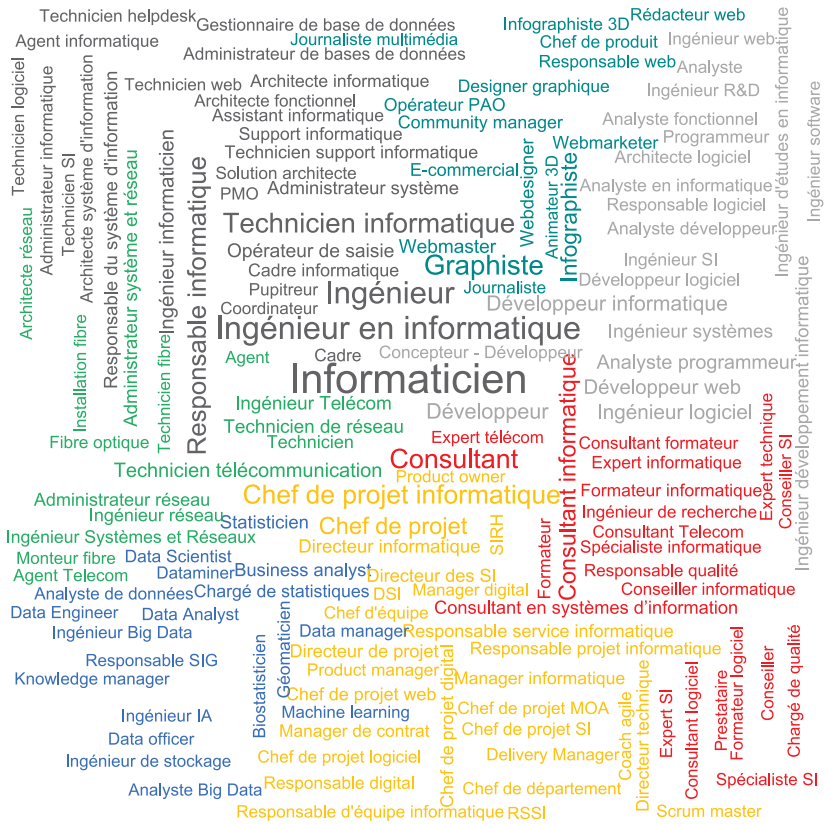 Technicien helpdesk
Gestionnaire de base de données
Infographiste 3D
Rédacteur web
Agent informatique
Journaliste multimédia
Chef de produit
Ingénieur web
Administrateur de bases de données
Responsable web
Analyste
Technicien web
Architecte informatique
Designer graphique
Ingénieur R&D
Architecte fonctionnel
Opérateur PAO
Assistant informatique
Community manager
Analyste fonctionnel
Support informatique
Webmarketer
Programmeur
Technicien support informatique
Architecte logiciel
Solution architecte
E-commercial
PMO
Administrateur système
Analyste en informatique
Responsable logiciel
Technicien informatique
Analyste développeur
Opérateur de saisie
Webmaster
Cadre informatique
Graphiste
Ingénieur SI
Pupitreur
Ingénieur
Journaliste
Développeur logiciel
Coordinateur
Développeur informatique
Ingénieur en informatique
Ingénieur systèmes
Agent
Cadre
Concepteur - Développeur
Analyste programmeur
Informaticien
Développeur web
Ingénieur Telécom
Développeur
Ingénieur logiciel
Technicien de réseau
Fibre optique
Technicien
Expert télécom
Consultant formateur
Technicien télécommunication
Consultant
Expert informatique
Product owner
Administrateur réseau
Chef de projet informatique
Formateur informatique
Ingénieur réseau
Statisticien
Chef de projet
Ingénieur de recherche
Ingénieur Systèmes et Réseaux
Consultant Telecom
Monteur fibre
Data Scientist
Directeur informatique
Spécialiste informatique
Agent Telecom
Dataminer
Business analyst
Directeur des SI
Responsable qualité
Analyste de données
Chargé de statistiques
DSI
Manager digital
Conseiller informatique
Data Engineer
Data Analyst
Chef d'équipe
Consultant en systèmes d’information
Ingénieur Big Data
Data manager
Responsable service informatique
Responsable SIG
Directeur de projet
Responsable projet informatique
Knowledge manager
Product manager
Manager informatique
Chef de projet web
Ingénieur IA
Machine learning
Chef de projet MOA
Data officer
Manager de contrat
Chef de projet SI
Ingénieur de stockage
Chef de projet logiciel
Delivery Manager
Analyste Big Data
Responsable digital
Chef de département
Spécialiste SI
Responsable d'équipe informatique
RSSI
Scrum master
Technicien logiciel
Architecte réseau
Administrateur informatique
Technicien SI
Installation fibre
Architecte système d'information
Responsable du système d'information
Administrateur système et réseau
Technicien fibre
Ingénieur informaticien
Responsable informatique
Webdesigner
Animateur 3D
Infographiste
Ingénieur d'études en informatique
Ingénieur développement informatique
Ingénieur software
SIRH
Formateur
Consultant informatique
Expert technique
Conseiller SI
Biostatisticien
Géomaticien
Chef de projet digital
Coach agile
Directeur technique
Expert SI
Consultant logiciel
Prestataire
Formateur logiciel
Conseiller
Chargé de qualité